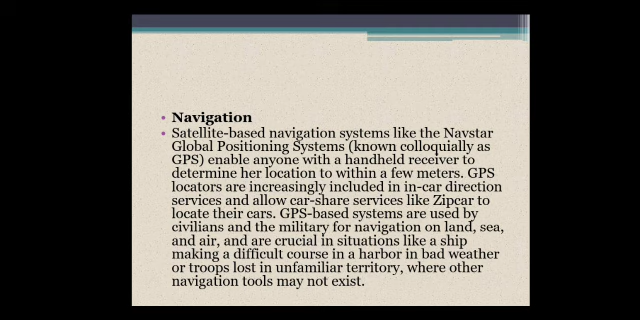 Navigation
Satellite-based navigation systems like the Navstar
Global Positioning Systems (known colloquially as
GPS) enable anyone with a handheld receiver to
determine her location to within a few meters. GPS
locators are increasingly included in in-car direction
services and allow car-share services like Zipcar to
locate their cars. GPS-based systems are used by
civilians and the military for navigation on land, sea,
and air, and are crucial in situations like a ship
making a difficult course in a harbor in bad weather
or troops lost in unfamiliar territory, where other
navigation tools may not exist.